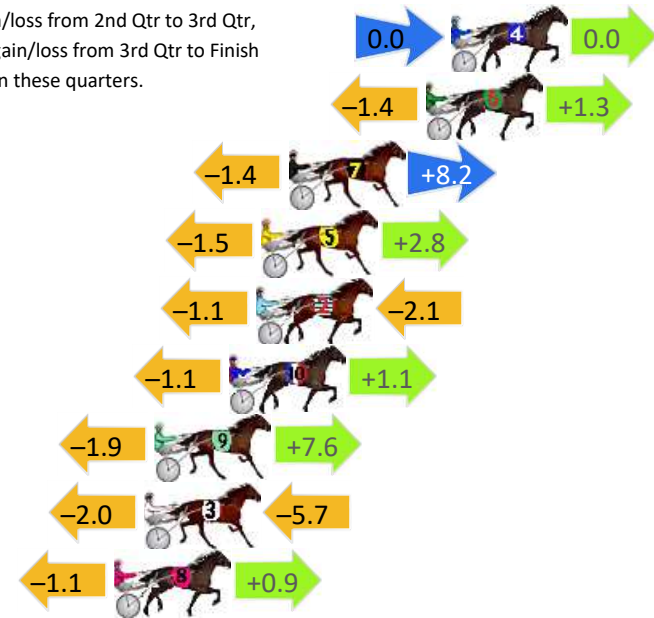 n/loss from 2nd Qtr to 3rd Qtr,
gain/loss from 3rd Qtr to Finish
n these quarters.
0.0 4 0.0
–1.4 6 +1.3
–1.4 7 +8.2
–1.5 5 +2.8
–1.1 2 –2.1
–1.1 10 +1.1
–1.9 9 +7.6
–2.0 3 –5.7
–1.1 8 +0.9